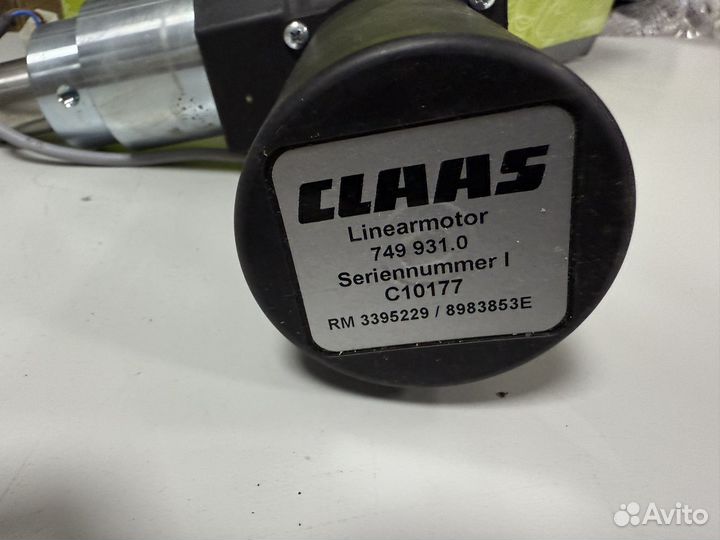 CLAAS
Linearmotor
749 931.0
Seriennummer I
C10177
RM 3395229 / 8983853E
Avito